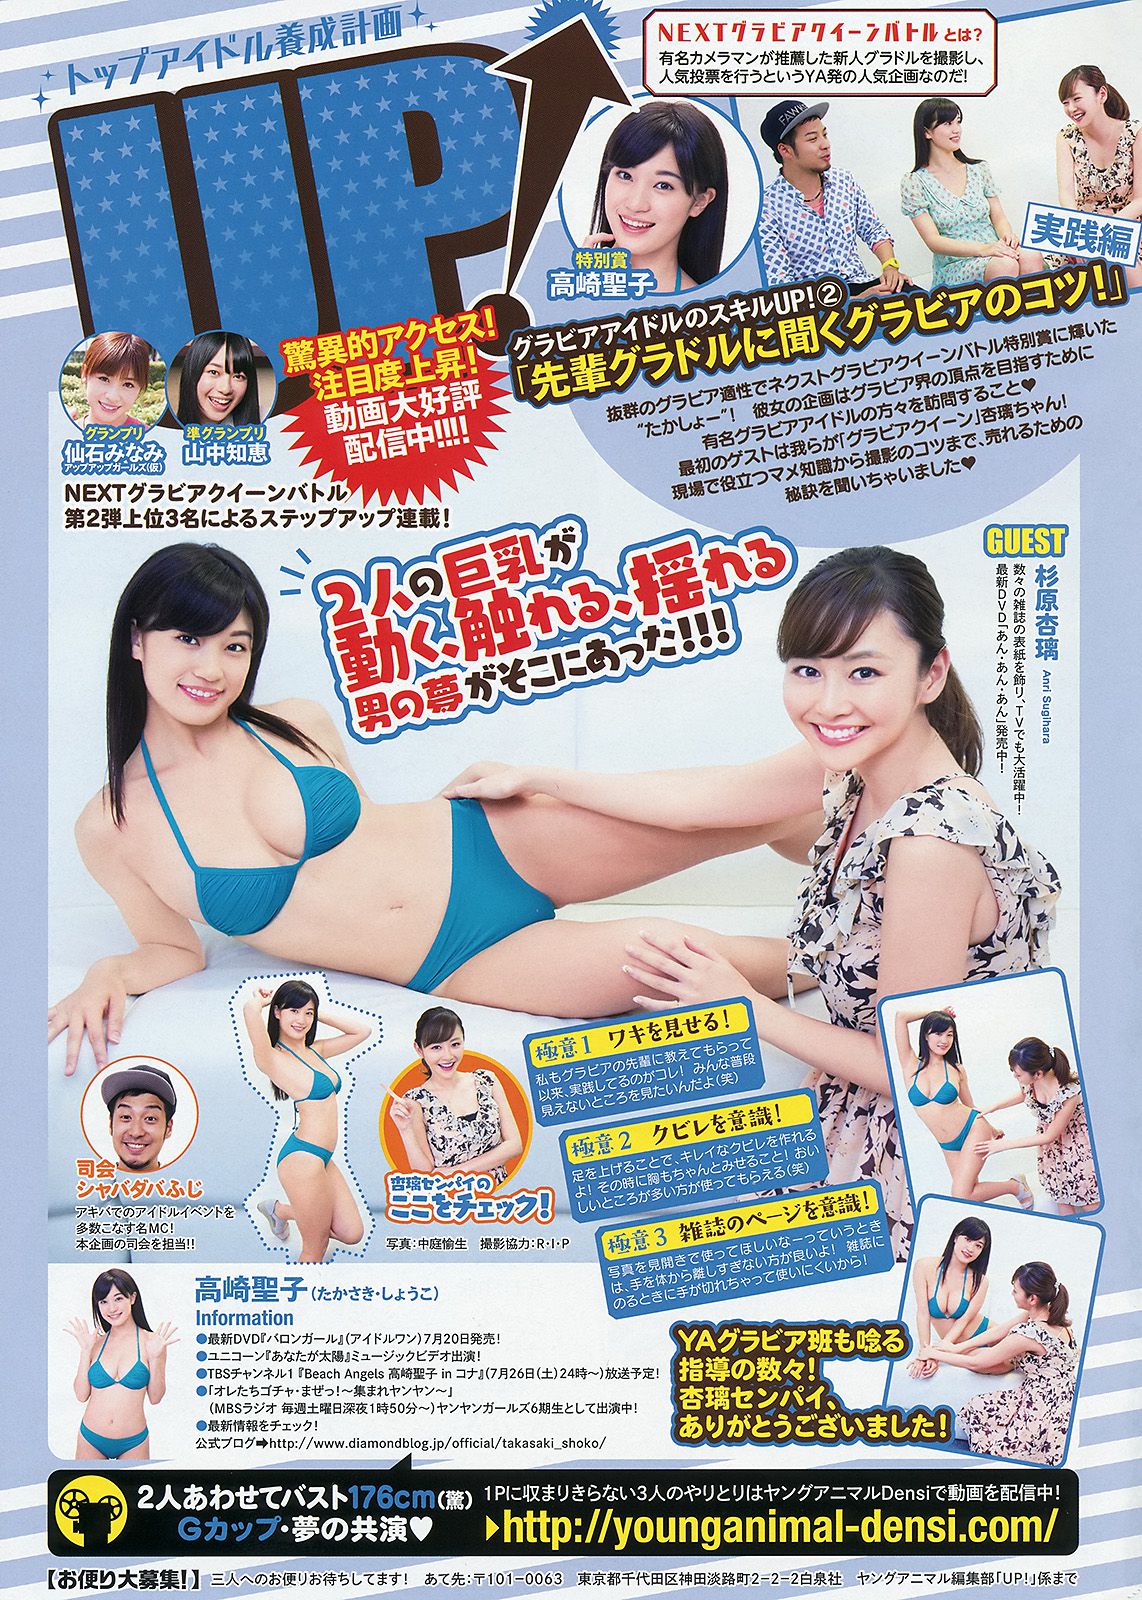 トップアイドル養成計画
UP!
NEXTグラビアクイーンバトルとは?
有名カメラマンが推薦した新人グラドルを撮影し、
人気投票を行うというYA発の人気企画なのだ!
特別賞
高崎聖子
実践編
グラビアアイドルのスキルUP!②
「先輩グラドルに聞くグラビアのコツ!」
抜群のグラビア適性でネクストグラビアクイーンバトル特別賞に輝いた
"たかしょー"! 彼女の企画はグラビア界の頂点を目指すために
有名グラビアアイドルの方々を訪問すること♥
最初のゲストは我らが「グラビアクイーン」杏璃ちゃん!
現場で役立つマメ知識から撮影のコツまで、売れるための
秘訣を聞いちゃいました♥
驚異的アクセス!
注目度上昇!
動画大好評
配信中!!!
グランプリ
仙石みなみ
アップアップガールズ(仮)
準グランプリ
山中知恵
NEXTグラビアクイーンバトル
第2弾上位3名によるステップアップ連載!
2人の巨乳が
動く、触れる、揺れる
男の夢がそこにあった!!!
GUEST
杉原杏璃 Anri Sugihara
数々の雑誌の表紙を飾り、TVでも大活躍中!
最新DVD「あん・あん・あん」発売中!
司会
シャバダバふじ
アキバでのアイドルイベントを
多数こなす名MC!
本企画の司会を担当!!
杏璃センパイの
ここをチェック!
写真:中庭愉生 撮影協力:R・I・P
極意1 ワキを見せる!
私もグラビアの先輩に教えてもらって
以来、実践してるのがコレ! みんな普段
見えないところを見たいんだよ(笑)
極意2 クビレを意識!
足を上げることで、キレイなクビレを作れる
よ! その時に胸もちゃんとみせること! おい
しいところが多い方が使ってもらえる(笑)
極意3 雑誌のページを意識!
写真を見開きで使ってほしいなーっていうとき
は、手を体から離しすぎない方が良いよ! 雑誌に
のるときに手が切れちゃって使いにくいから!
YAグラビア班も唸る
指導の数々!
杏璃センパイ、
ありがとうございました!
高崎聖子(たかさき・しょうこ)
Information
●最新DVD『バロンガール』(アイドルワン)7月20日発売!
●ユニコーン『あなたが太陽』ミュージックビデオ出演!
●TBSチャンネル1『Beach Angels 高崎聖子 in コナ』(7月26日(土)24時〜)放送予定!
●「オレたちゴチャ・まぜっ!〜集まれヤンヤン〜」
(MBSラジオ 毎週土曜日深夜1時50分〜)ヤンヤンガールズ6期生として出演中!
●最新情報をチェック!
公式ブログ➡http://www.diamondblog.jp/official/takasaki_shoko/
2人あわせてバスト176cm(驚)
Gカップ・夢の共演♥
1Pに収まりきらない3人のやりとりはヤングアニマルDensiで動画を配信中!
▶http://younganimal-densi.com/
【お便り大募集!】三人へのお便りお待ちしてます! あて先:〒101-0063 東京都千代田区神田淡路町2-2-2白泉社 ヤングアニマル編集部「UP!」係まで